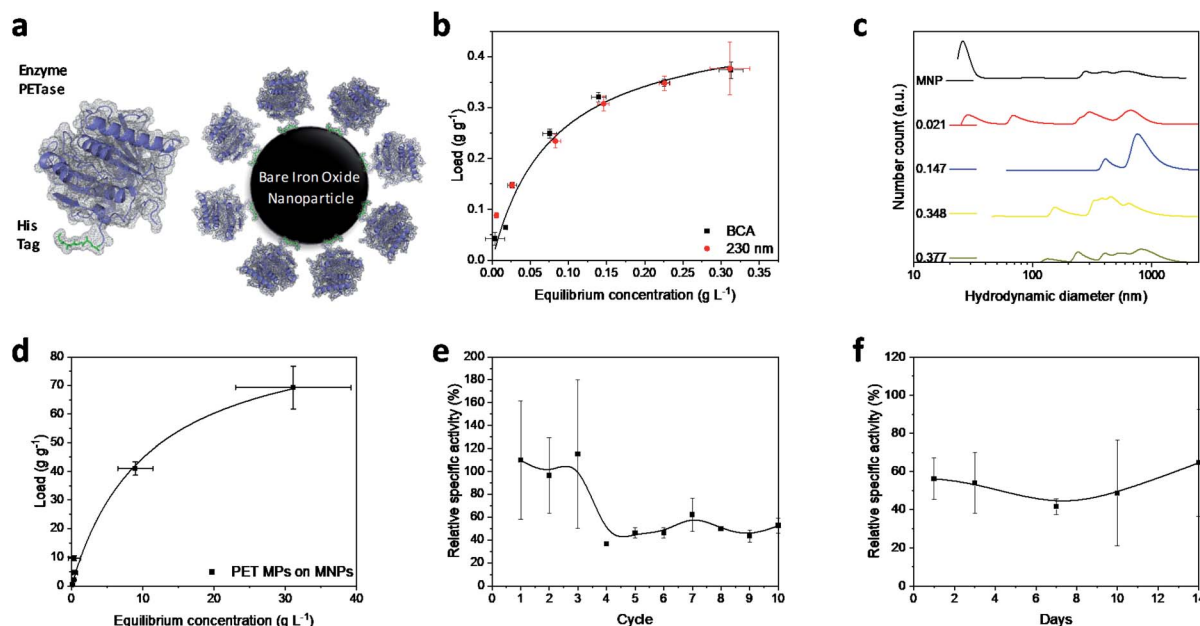 a
Enzyme
PETase
His
Tag
Bare Iron Oxide
Nanoparticle
b
Load (g g⁻¹)
0.4
0.3
0.2
0.1
0.0
0.00 0.05 0.10 0.15 0.20 0.25 0.30 0.35
Equilibrium concentration (g L⁻¹)
BCA
230 nm
c
Number count (a.u.)
MNP
0.021
0.147
0.348
0.377
10 100 1000
Hydrodynamic diameter (nm)
d
Load (g g⁻¹)
80
70
60
50
40
30
20
10
0
0 10 20 30 40
Equilibrium concentration (g L⁻¹)
PET MPs on MNPs
e
Relative specific activity (%)
200
180
160
140
120
100
80
60
40
20
0
1 2 3 4 5 6 7 8 9 10
Cycle
f
Relative specific activity (%)
120
100
80
60
40
20
0
0 2 4 6 8 10 12 14
Days